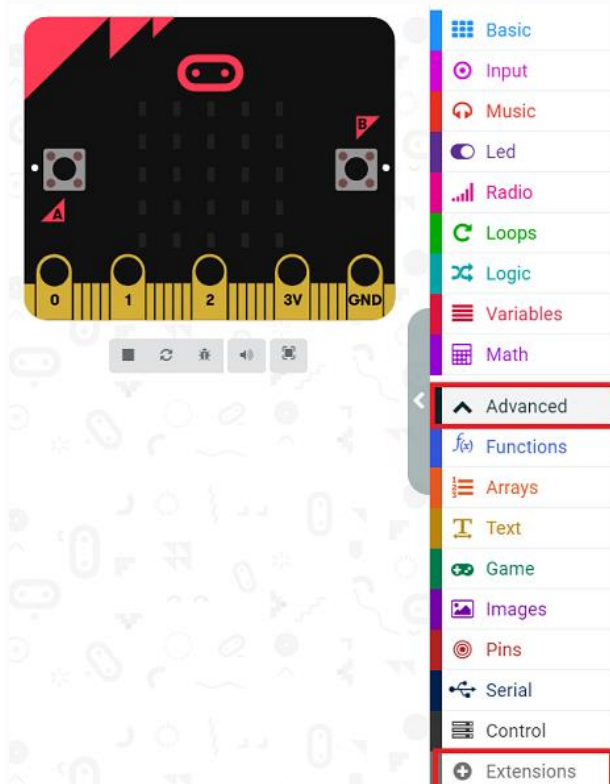 B
A
0 1 2 3V GND
Basic
Input
Music
Led
Radio
Loops
Logic
Variables
Math
Advanced
f(x) Functions
Arrays
Text
Game
Images
Pins
Serial
Control
Extensions